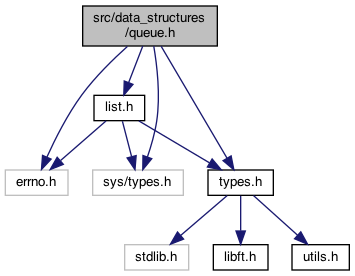 src/data_structures
/queue.h
list.h
errno.h
sys/types.h
types.h
stdlib.h
libft.h
utils.h